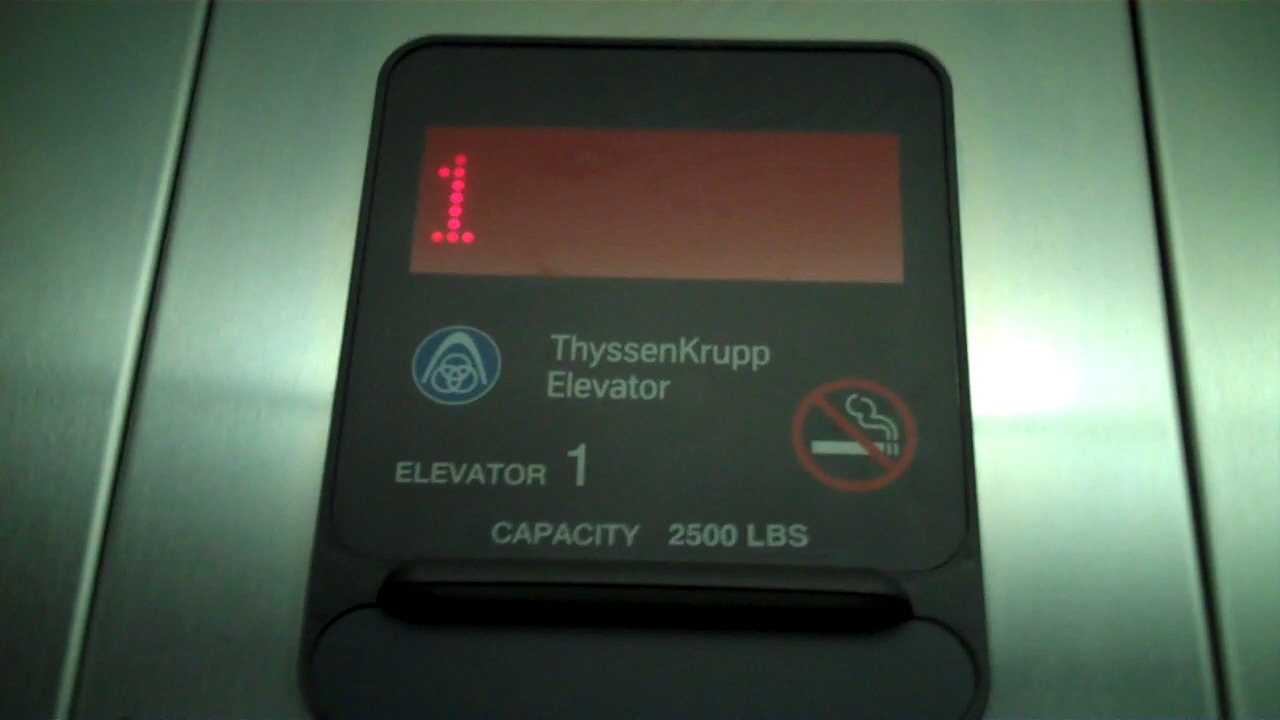 1
ThyssenKrupp
Elevator
ELEVATOR 1
CAPACITY 2500 LBS